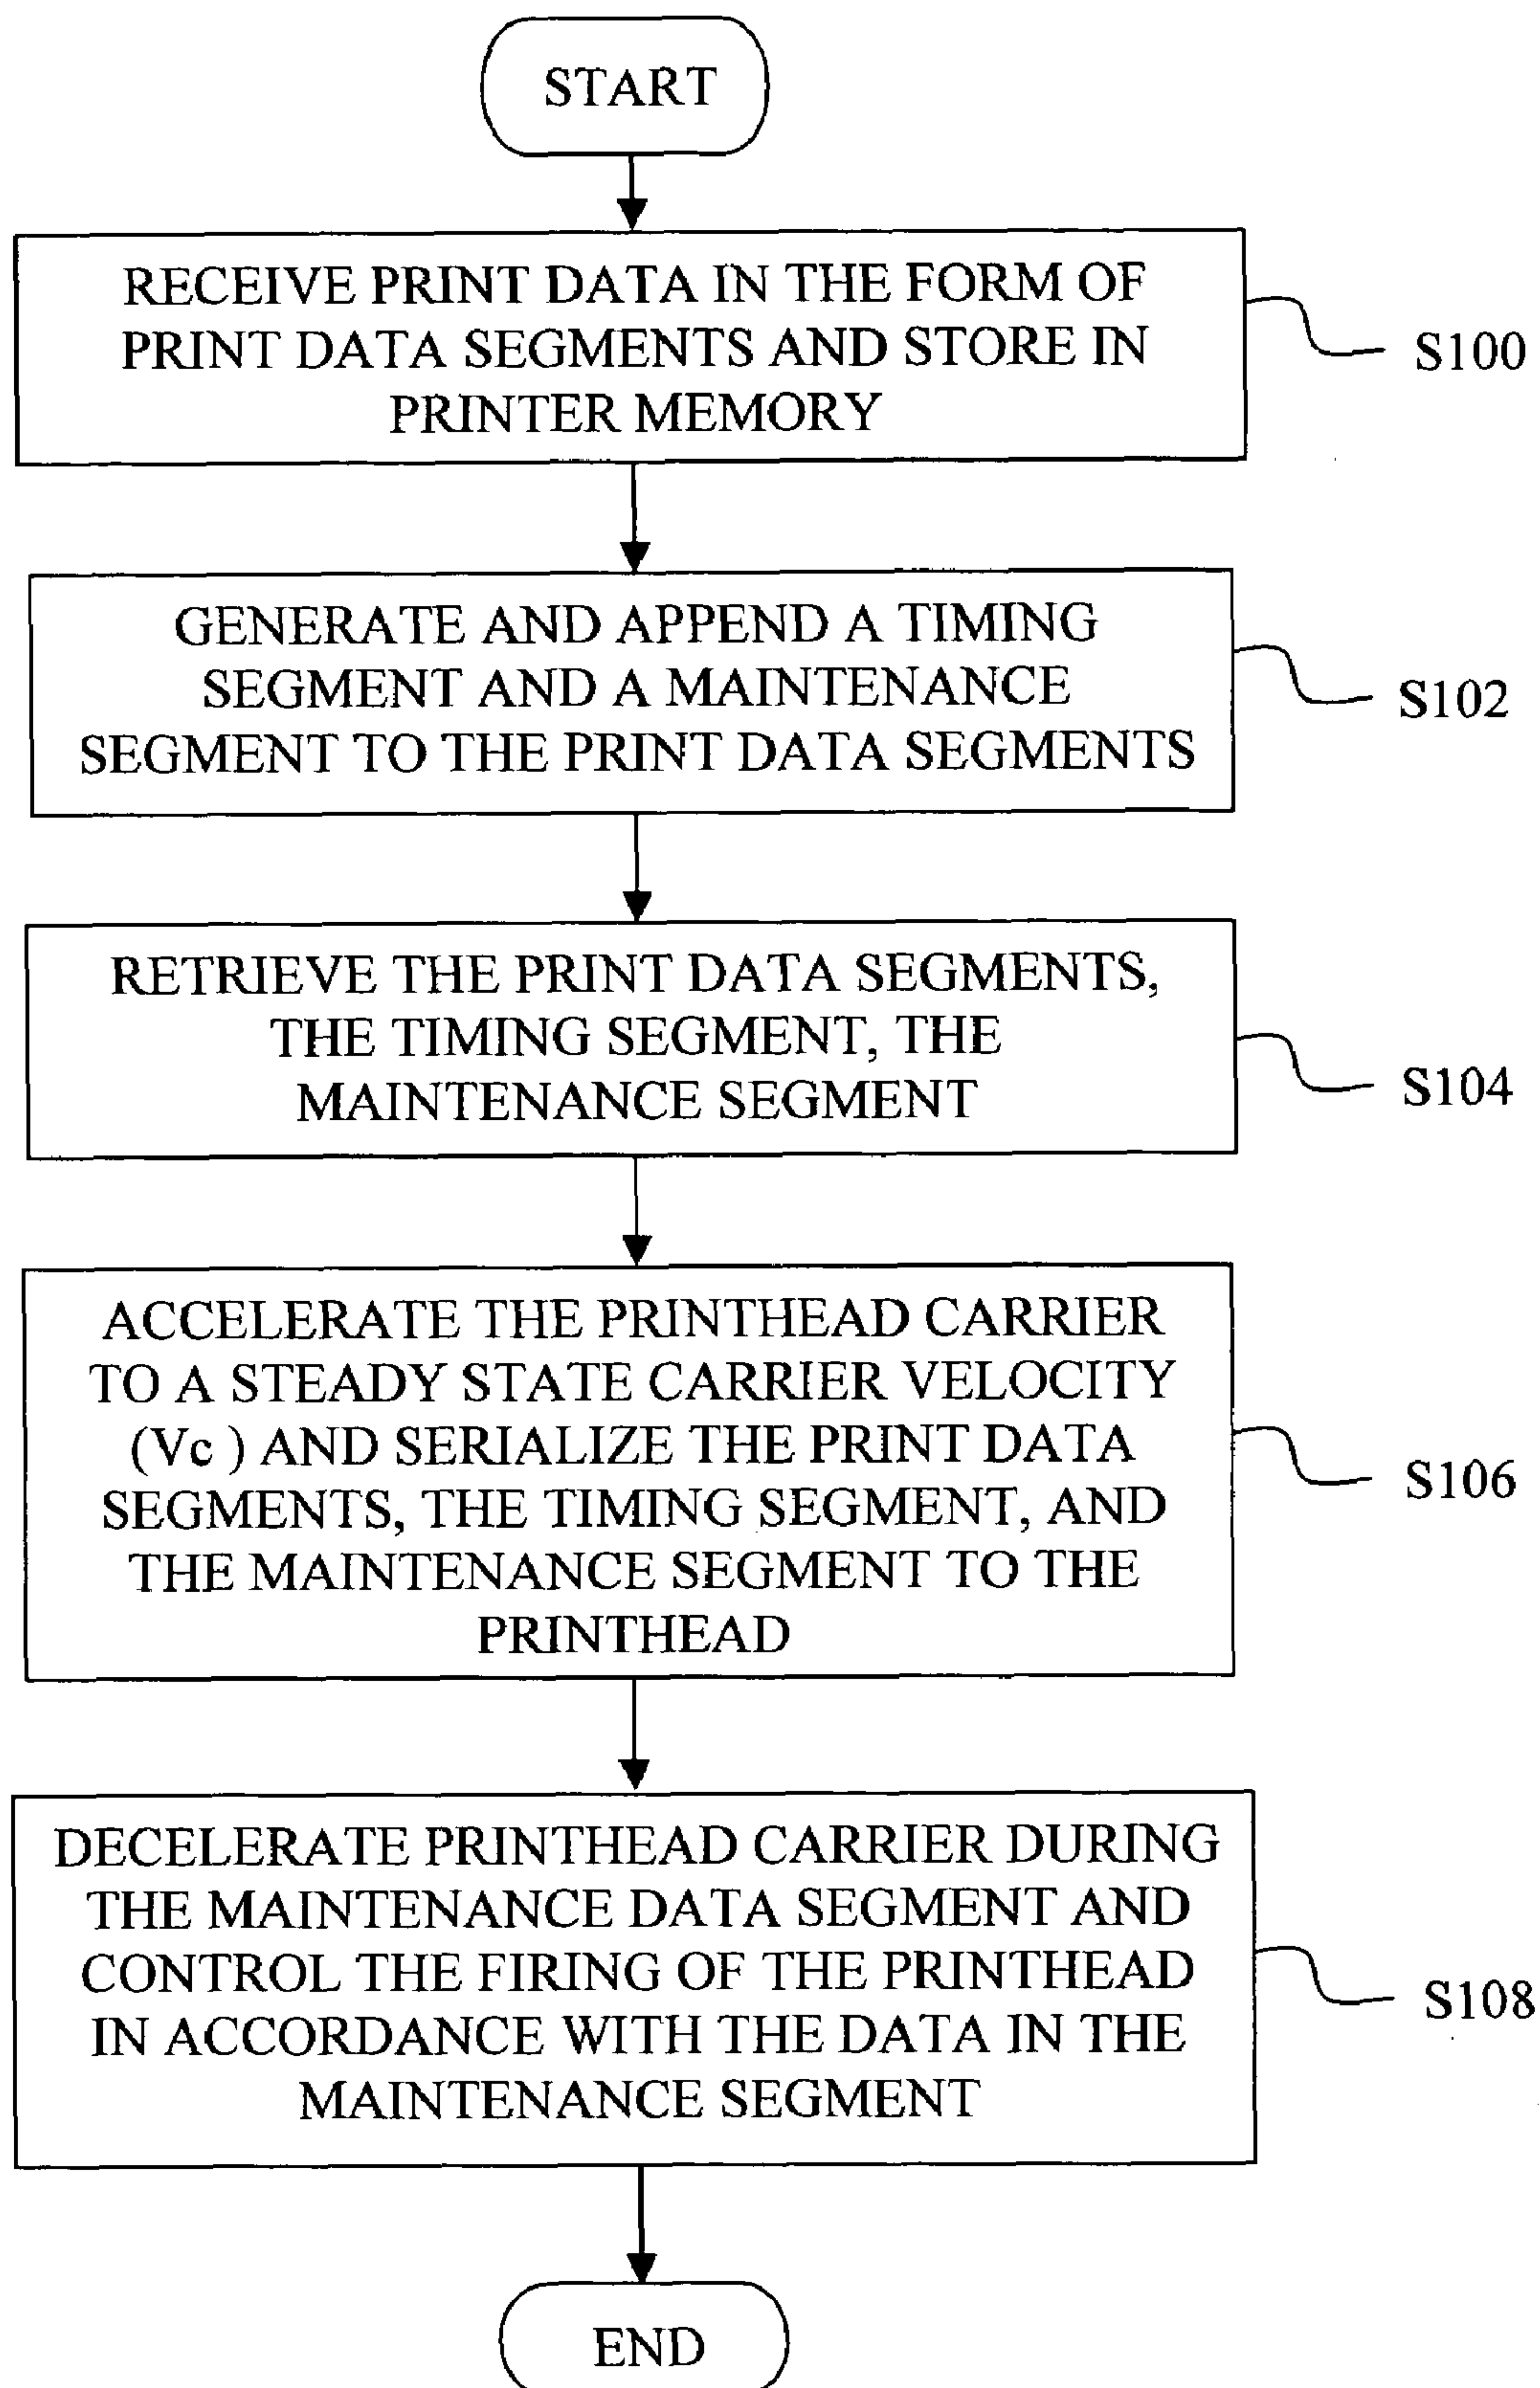 START
RECEIVE PRINT DATA IN THE FORM OF
PRINT DATA SEGMENTS AND STORE IN
PRINTER MEMORY
S100
GENERATE AND APPEND A TIMING
SEGMENT AND A MAINTENANCE
SEGMENT TO THE PRINT DATA SEGMENTS
S102
RETRIEVE THE PRINT DATA SEGMENTS,
THE TIMING SEGMENT, THE
MAINTENANCE SEGMENT
S104
ACCELERATE THE PRINTHEAD CARRIER
TO A STEADY STATE CARRIER VELOCITY
(Vc ) AND SERIALIZE THE PRINT DATA
SEGMENTS, THE TIMING SEGMENT, AND
THE MAINTENANCE SEGMENT TO THE
PRINTHEAD
S106
DECELERATE PRINTHEAD CARRIER DURING
THE MAINTENANCE DATA SEGMENT AND
CONTROL THE FIRING OF THE PRINTHEAD
IN ACCORDANCE WITH THE DATA IN THE
MAINTENANCE SEGMENT
S108
END